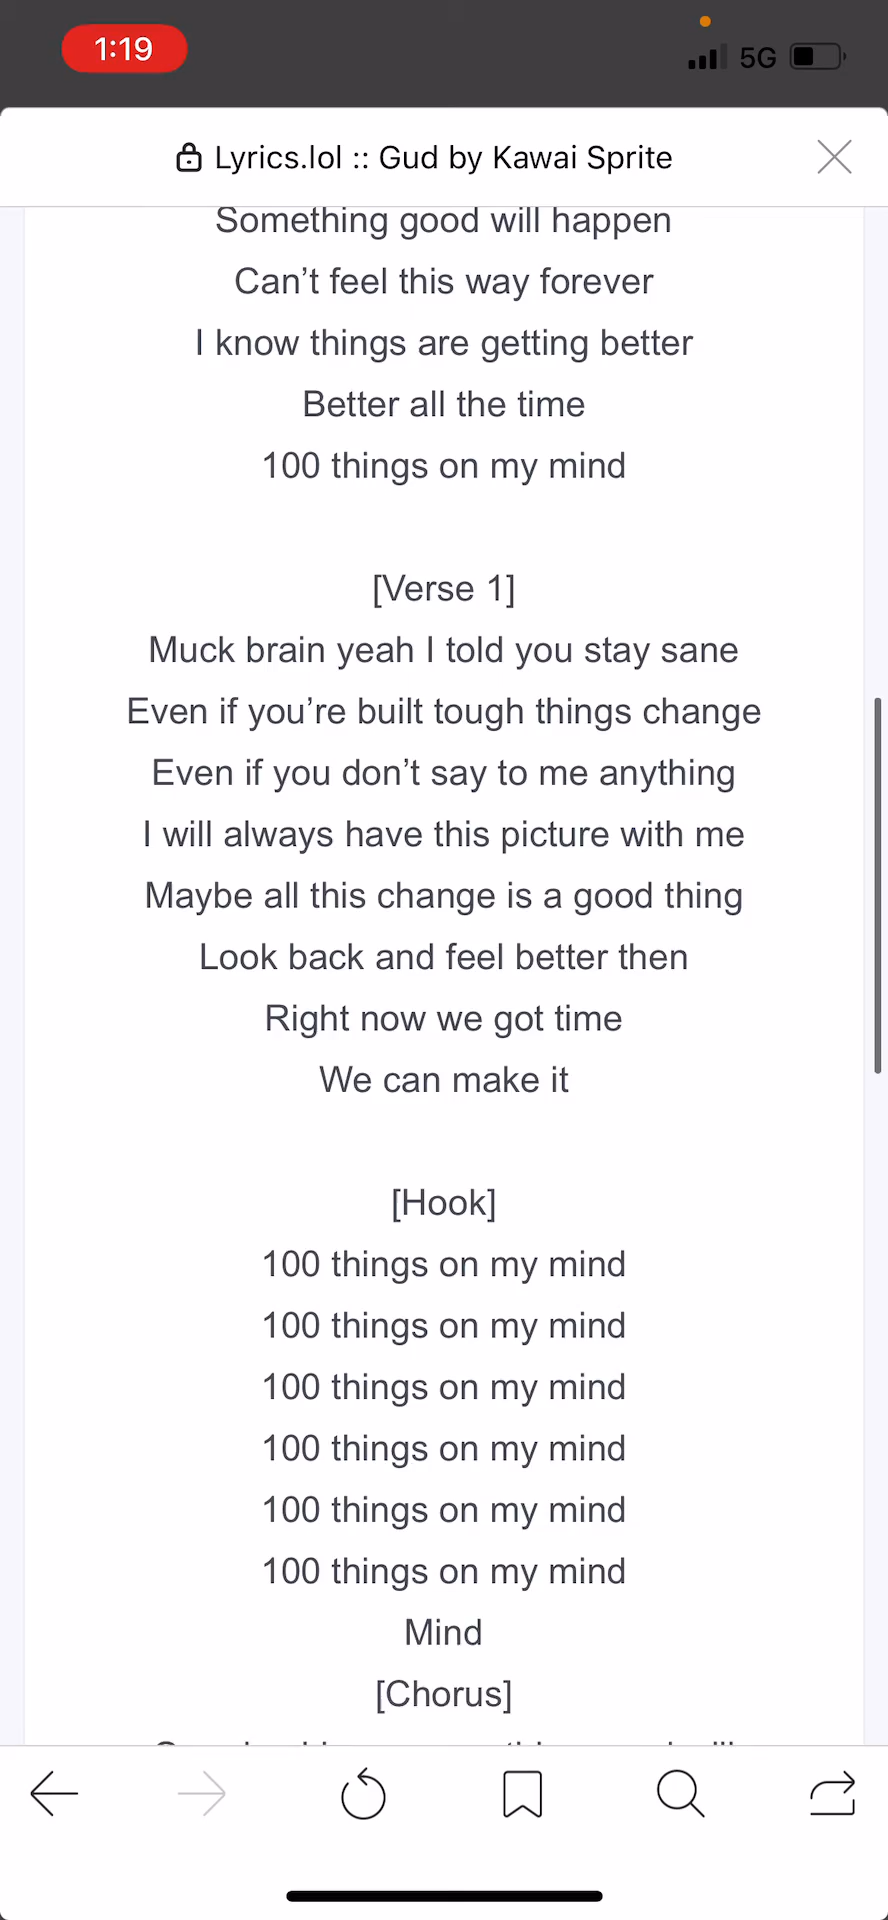 1:19
5G
Lyrics.lol :: Gud by Kawai Sprite
Something good will happen
Can’t feel this way forever
I know things are getting better
Better all the time
100 things on my mind
[Verse 1]
Muck brain yeah I told you stay sane
Even if you’re built tough things change
Even if you don’t say to me anything
I will always have this picture with me
Maybe all this change is a good thing
Look back and feel better then
Right now we got time
We can make it
[Hook]
100 things on my mind
100 things on my mind
100 things on my mind
100 things on my mind
100 things on my mind
100 things on my mind
Mind
[Chorus]